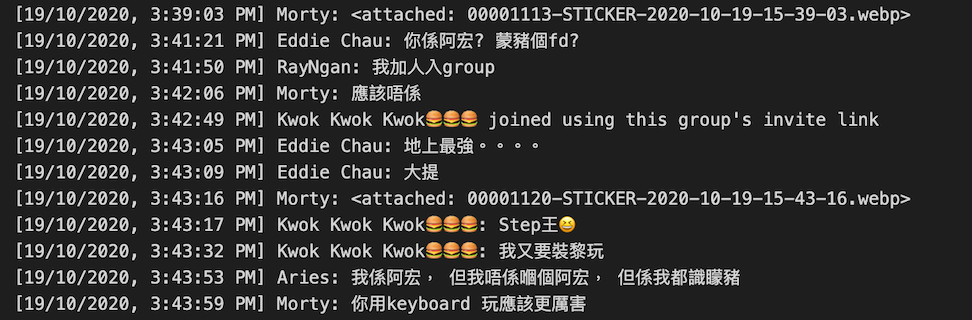 [19/10/2020, 3:39:03 PM] Morty: <attached: 00001113-STICKER-2020-10-19-15-39-03.webp>
[19/10/2020, 3:41:21 PM] Eddie Chau: 你係阿宏? 蒙豬個fd?
[19/10/2020, 3:41:50 PM] RayNgan: 我加人入group
[19/10/2020, 3:42:06 PM] Morty: 應該唔係
[19/10/2020, 3:42:49 PM] Kwok Kwok Kwok🍔🍔🍔 joined using this group's invite link
[19/10/2020, 3:43:05 PM] Eddie Chau: 地上最強。。。。
[19/10/2020, 3:43:09 PM] Eddie Chau: 大提
[19/10/2020, 3:43:16 PM] Morty: <attached: 00001120-STICKER-2020-10-19-15-43-16.webp>
[19/10/2020, 3:43:17 PM] Kwok Kwok Kwok🍔🍔🍔: Step王😆
[19/10/2020, 3:43:32 PM] Kwok Kwok Kwok🍔🍔🍔: 我又要裝黎玩
[19/10/2020, 3:43:53 PM] Aries: 我係阿宏， 但我唔係嗰個阿宏， 但係我都識矇豬
[19/10/2020, 3:43:59 PM] Morty: 你用keyboard 玩應該更厲害